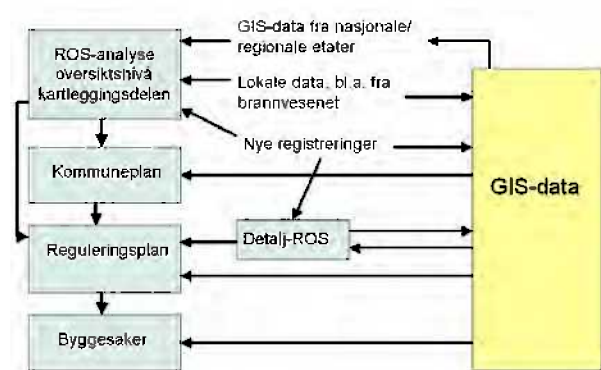 ROS-analyse
oversiktsnivå
kartleggingsdelen
GIS-data fra nasjonale/
regionale etater
Lokale data, bl.a. fra
brannvesenet
Nye registreringer
Kommuneplan
GIS-data
Reguleringsplan
Detalj-ROS
Byggesaker